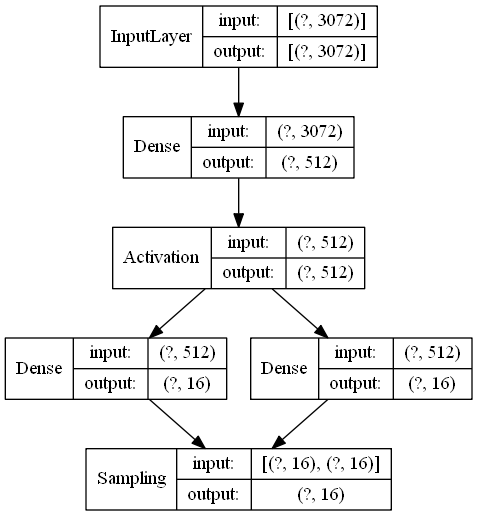 InputLayer
input: [(?, 3072)]
output: [(?, 3072)]
Dense
input: (?, 3072)
output: (?, 512)
Activation
input: (?, 512)
output: (?, 512)
Dense
input: (?, 512)
output: (?, 16)
Dense
input: (?, 512)
output: (?, 16)
Sampling
input: [(?, 16), (?, 16)]
output: (?, 16)